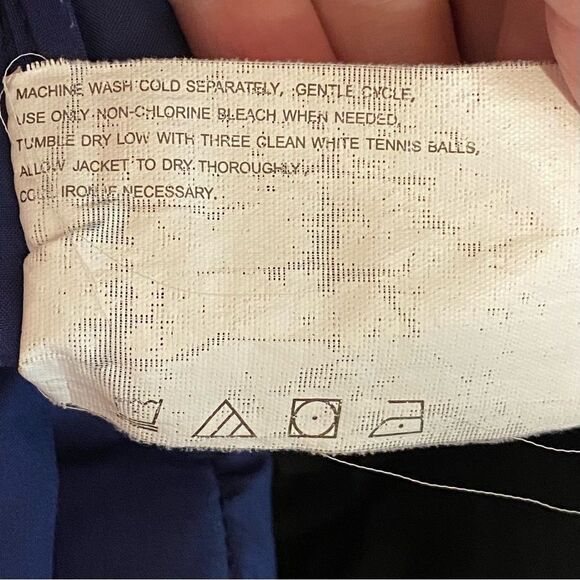 MACHINE WASH COLD SEPARATELY, GENTLE CYCLE,
USE ONLY NON-CHLORINE BLEACH WHEN NEEDED,
TUMBLE DRY LOW WITH THREE CLEAN WHITE TENNIS BALLS,
ALLOW JACKET TO DRY THOROUGHLY,
COOL IRON IF NECESSARY.